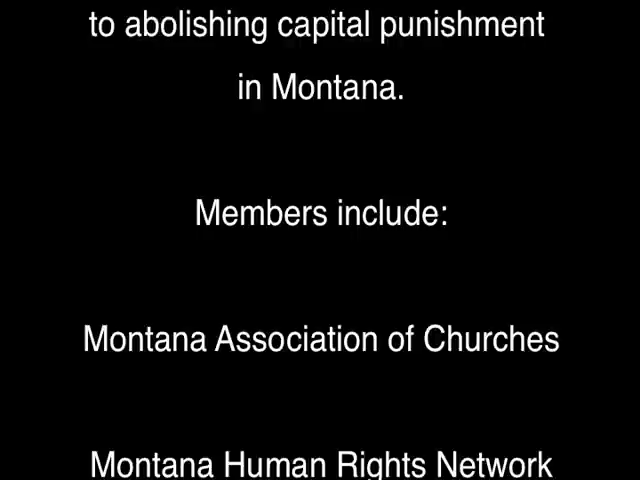 to abolishing capital punishment
in Montana.
Members include:
Montana Association of Churches
Montana Human Rights Network